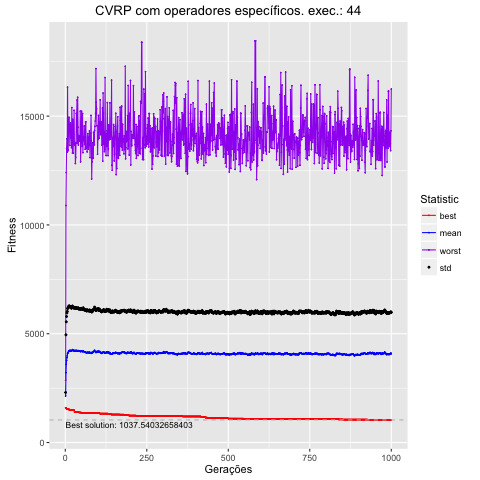 CVRP com operadores específicos. exec.: 44
Fitness
15000
10000
5000
0
Best solution: 1037.54032658403
0
250
500
750
1000
Gerações
Statistic
best
mean
worst
std